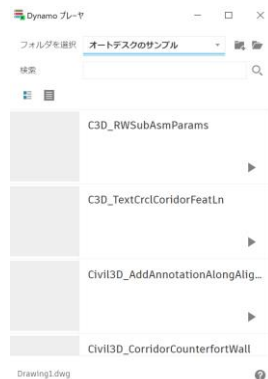 Dynamo プレーヤ
フォルダを選択 オートデスクのサンプル
検索
C3D_RWSubAsmParams
C3D_TextCrclCoridorFeatLn
Civil3D_AddAnnotationAlongAlig...
Civil3D_CorridorCounterfortWall
Drawing1.dwg